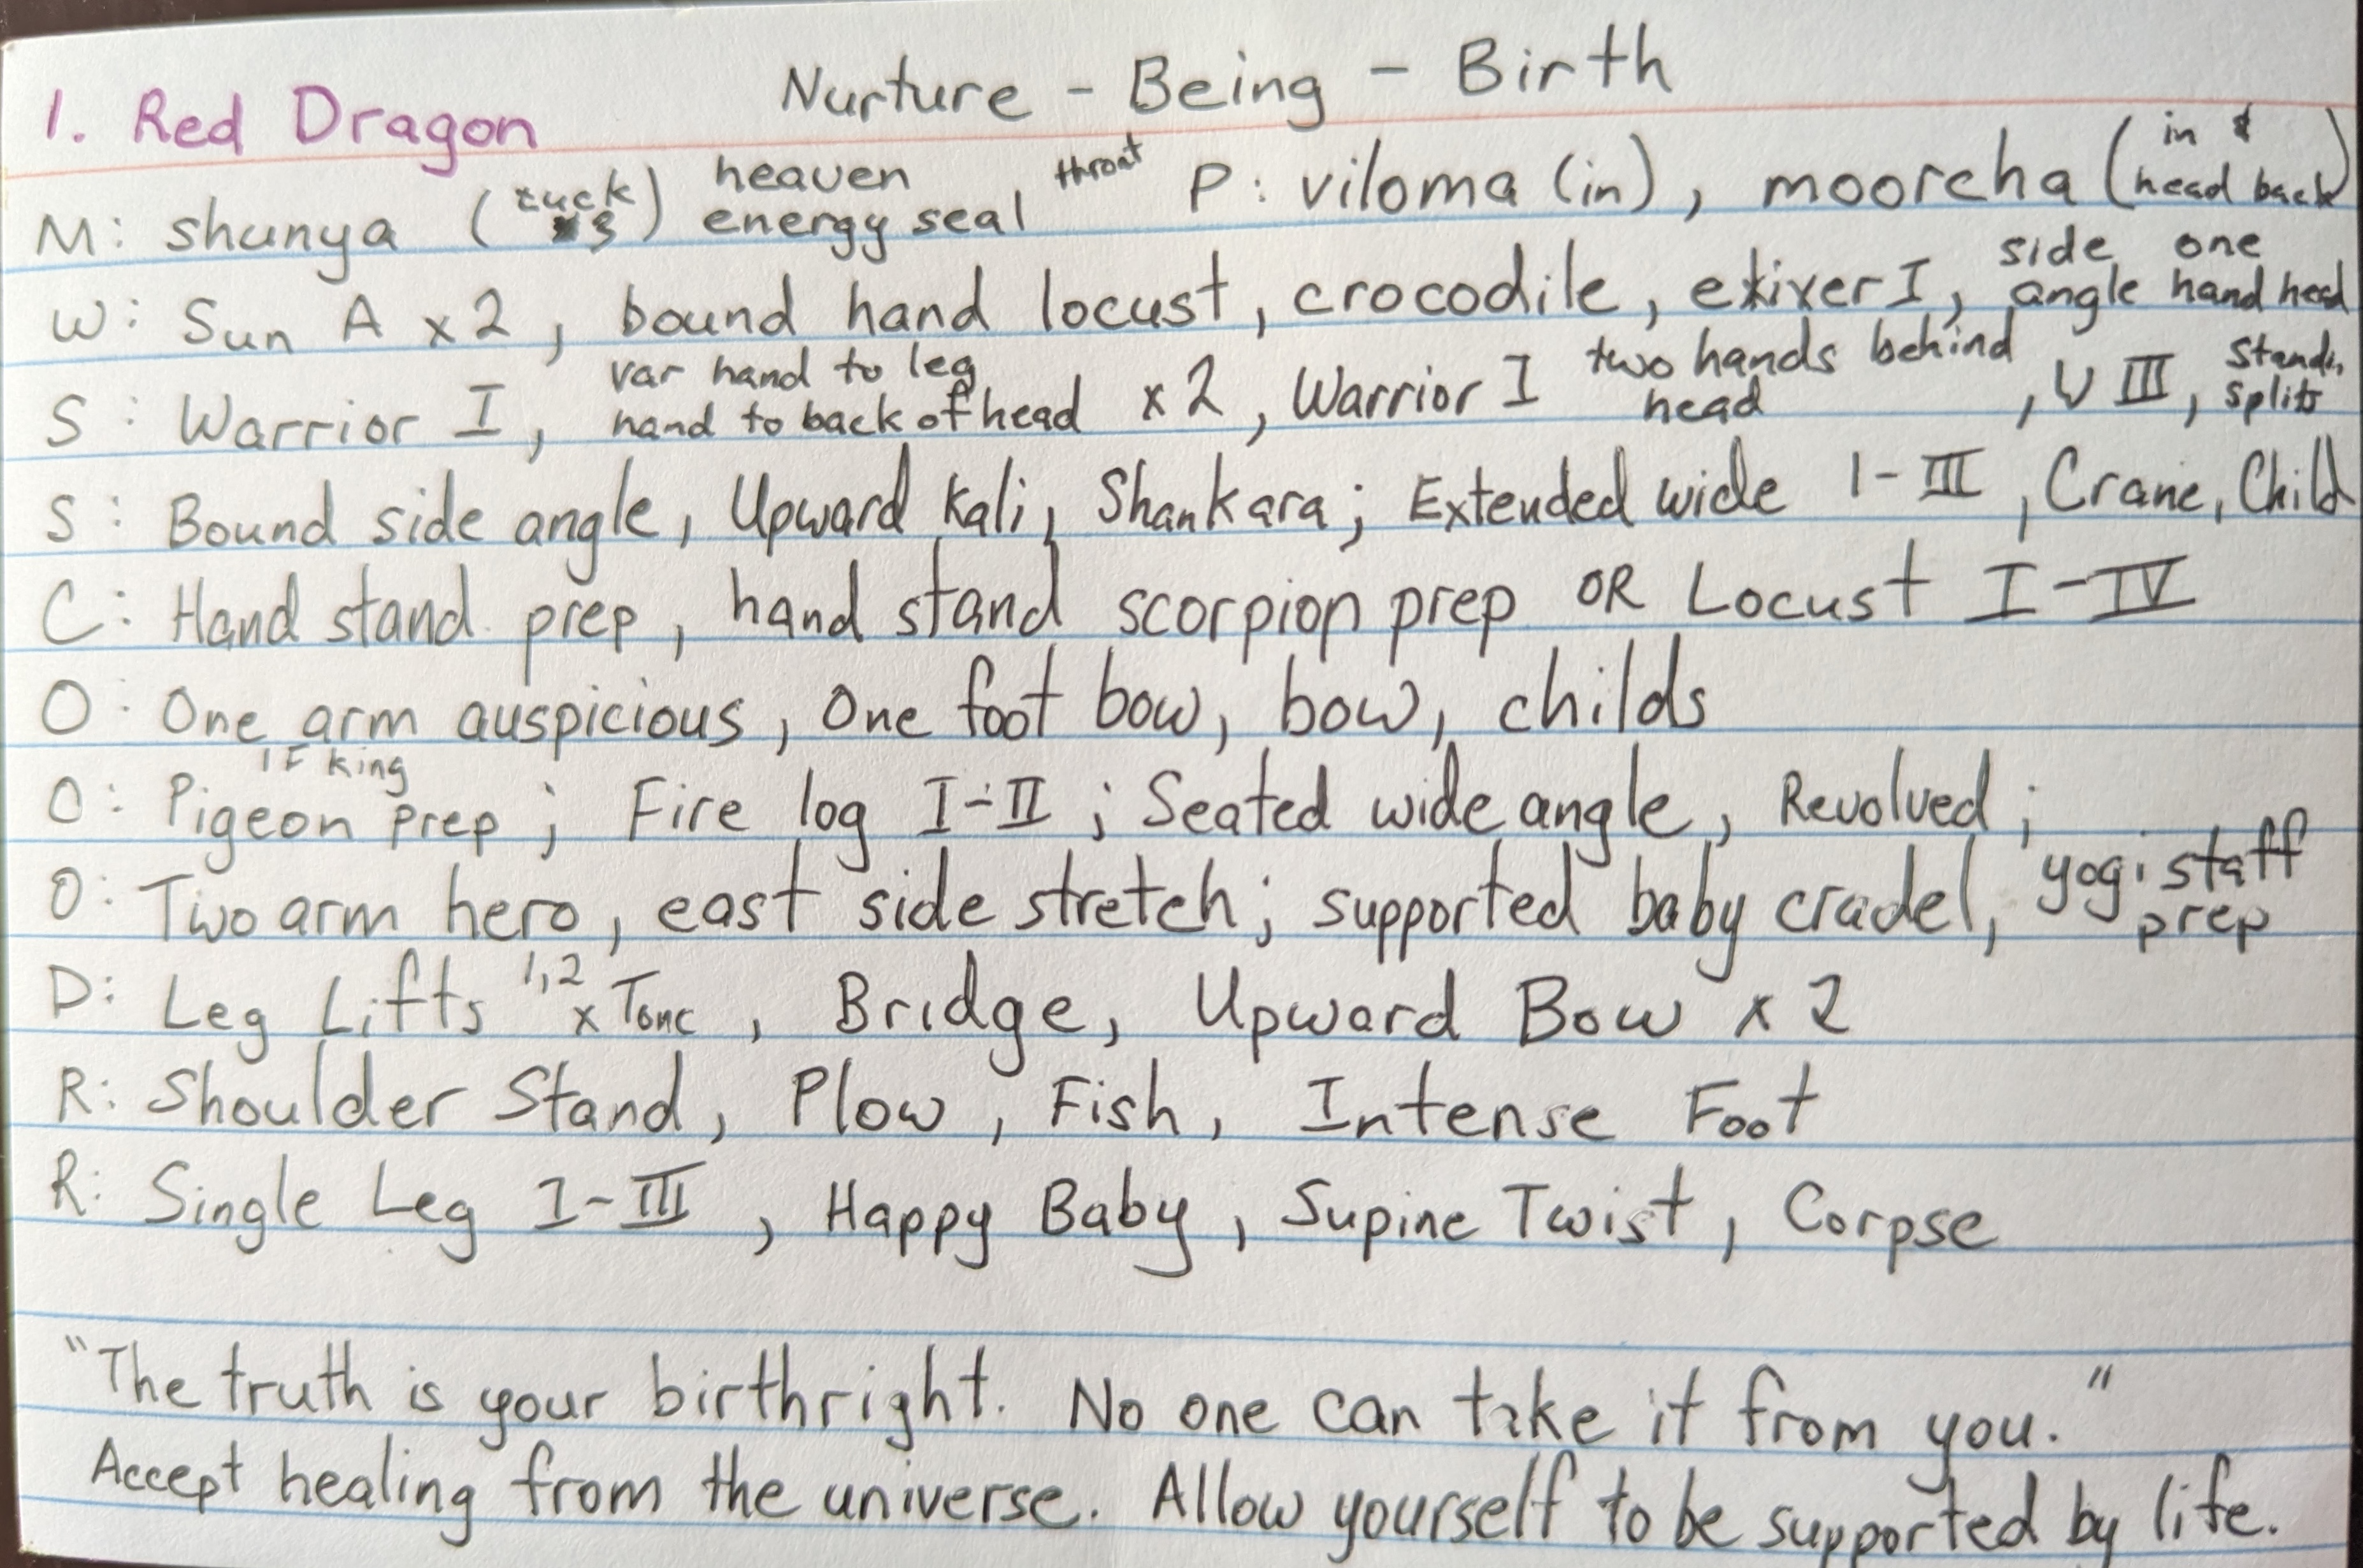 1. Red Dragon Nurture - Being - Birth
M: shunya (tuck 3) heaven energy seal, throat P: viloma (in), moorcha (in & head back)
W: Sun A x2, bound hand locust, crocodile, I, side angle one hand head
S: Warrior I, var hand to leg hand to back of head x2, Warrior I two hands behind head, W III, stand. splits
S: Bound side angle, Upward Kali, Shankara; Extended wide I-III, Crane, Child
C: Hand stand prep, hand stand scorpion prep OR Locust I-IV
O: One arm auspicious, One foot bow, bow, childs
O: Pigeon 1F king prep; Fire log I-II; Seated wide angle, Revolved;
O: Two arm hero, east side stretch; supported baby cradel, yogi staff prep
D: Leg Lifts 1,2 x Tonc, Bridge, Upward Bow x2
R: Shoulder Stand, Plow, Fish, Intense Foot
R: Single Leg I-III, Happy Baby, Supine Twist, Corpse
"The truth is your birthright. No one can take it from you."
Accept healing from the universe. Allow yourself to be supported by life.